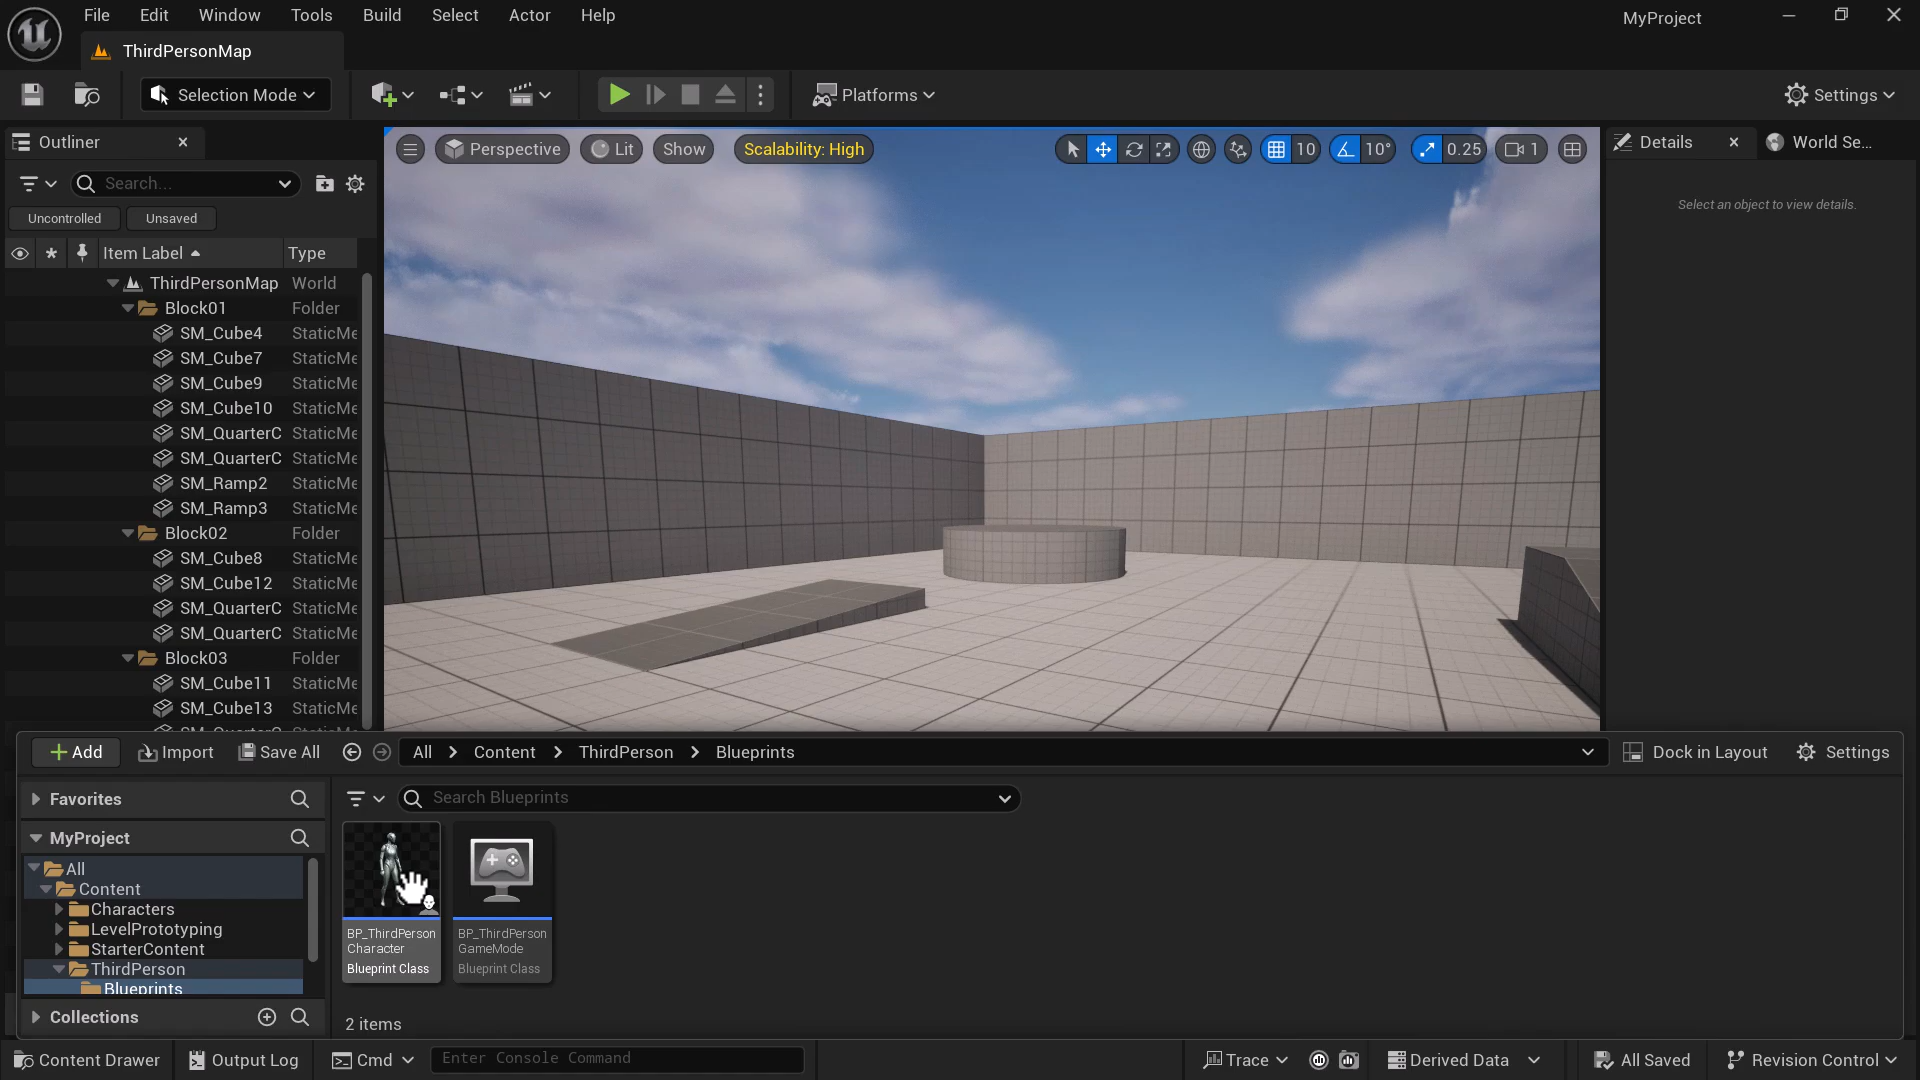 File Edit Window Tools Build Select Actor Help
MyProject
ThirdPersonMap
Selection Mode
Platforms
Settings
Outliner
Search...
Uncontrolled Unsaved
Item Label Type
ThirdPersonMap World
Block01 Folder
SM_Cube4 StaticMe
SM_Cube7 StaticMe
SM_Cube9 StaticMe
SM_Cube10 StaticMe
SM_QuarterC StaticMe
SM_QuarterC StaticMe
SM_Ramp2 StaticMe
SM_Ramp3 StaticMe
Block02 Folder
SM_Cube8 StaticMe
SM_Cube12 StaticMe
SM_QuarterC StaticMe
SM_QuarterC StaticMe
Block03 Folder
SM_Cube11 StaticMe
SM_Cube13 StaticMe
Perspective Lit Show Scalability: High 10 10° 0.25 1
Details World Se...
Select an object to view details.
Add Import Save All All Content ThirdPerson Blueprints Dock in Layout Settings
Favorites
MyProject
All
Content
Characters
LevelPrototyping
StarterContent
ThirdPerson
Blueprints
Collections
Search Blueprints
BP_ThirdPerson
Character
Blueprint Class
BP_ThirdPerson
GameMode
Blueprint Class
2 items
Content Drawer Output Log Cmd Enter Console Command Trace Derived Data All Saved Revision Control